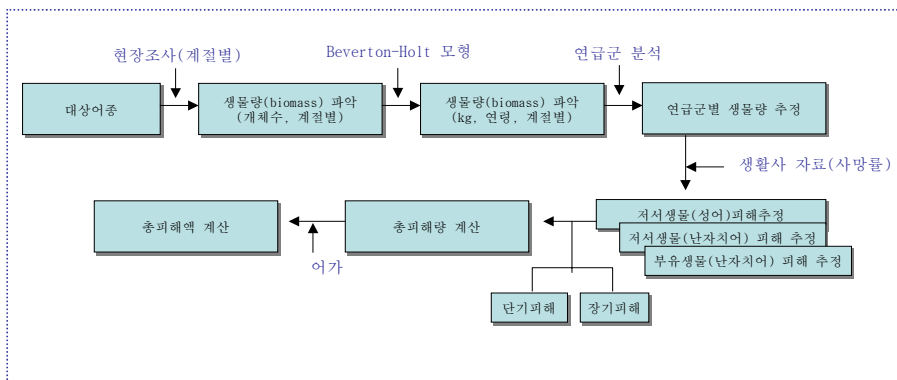 현장조사(계절별)
Beverton-Holt 모형
연급군 분석
대상어종
생물량(biomass) 파악
(개체수, 계절별)
생물량(biomass) 파악
(kg, 연령, 계절별)
연급군별 생물량 추정
생활사 자료(사망률)
총피해액 계산
총피해량 계산
저서생물(성어)피해추정
저서생물(난자치어) 피해 추정
부유생물(난자치어) 피해 추정
어가
단기피해
장기피해